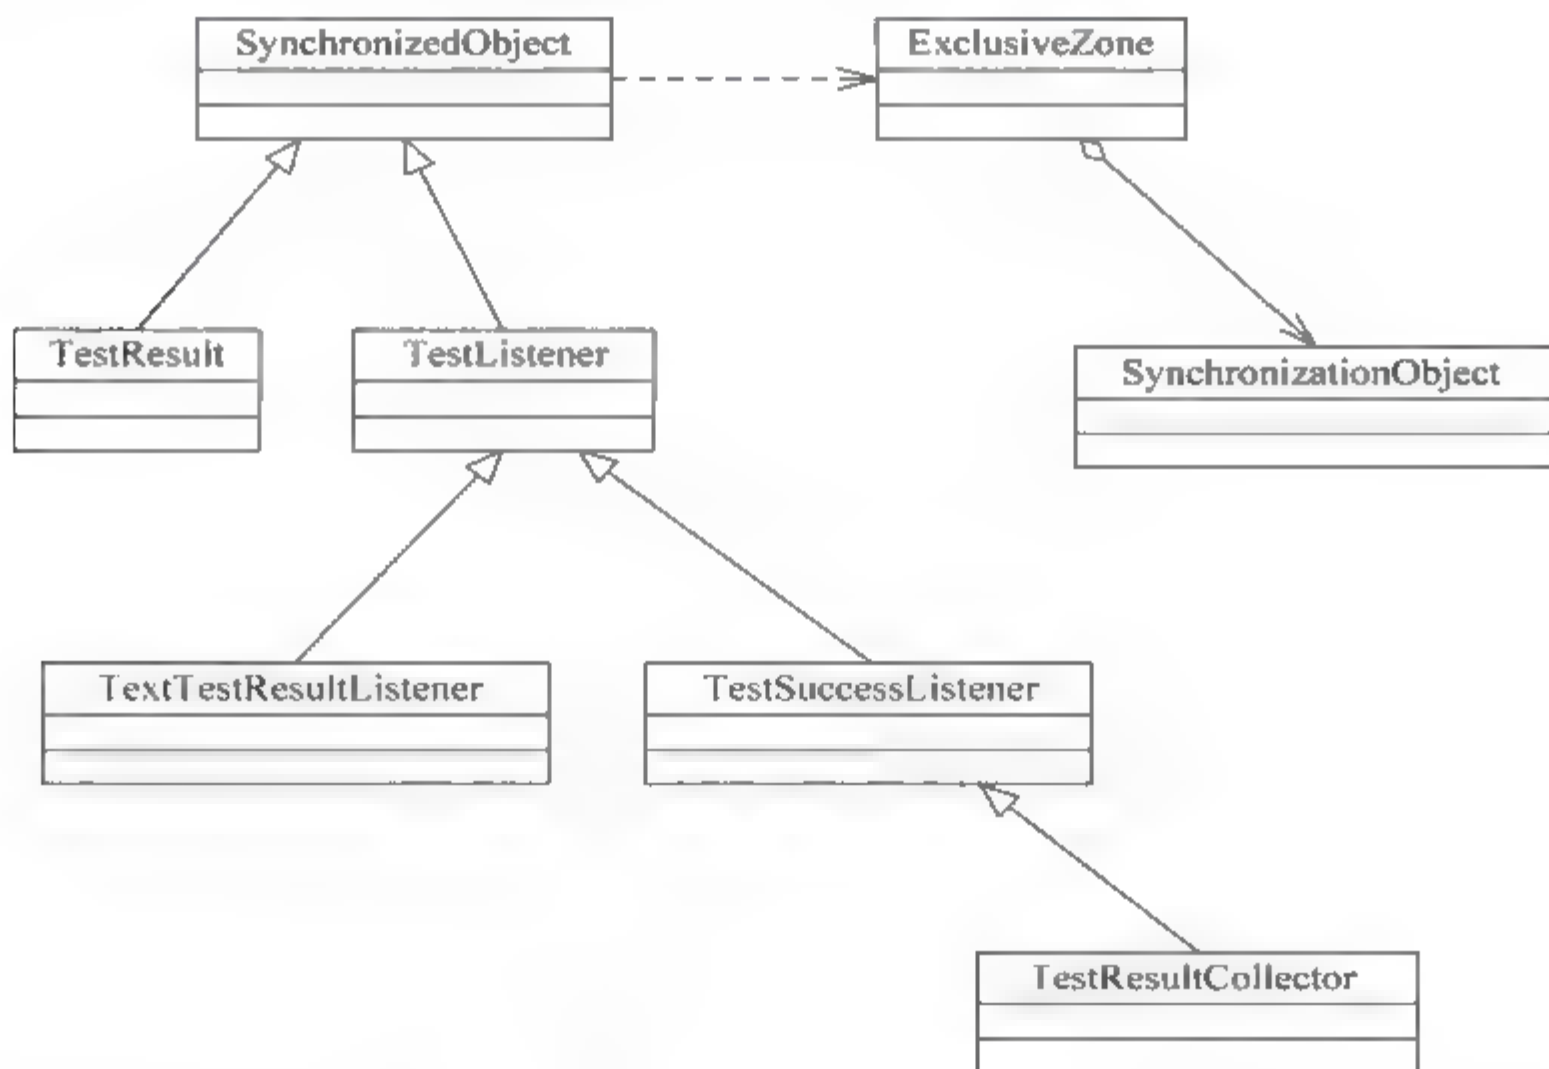 SynchronizedObject
ExclusiveZone
TestResult
TestListener
SynchronizationObject
TextTestResultListener
TestSuccessListener
TestResultCollector